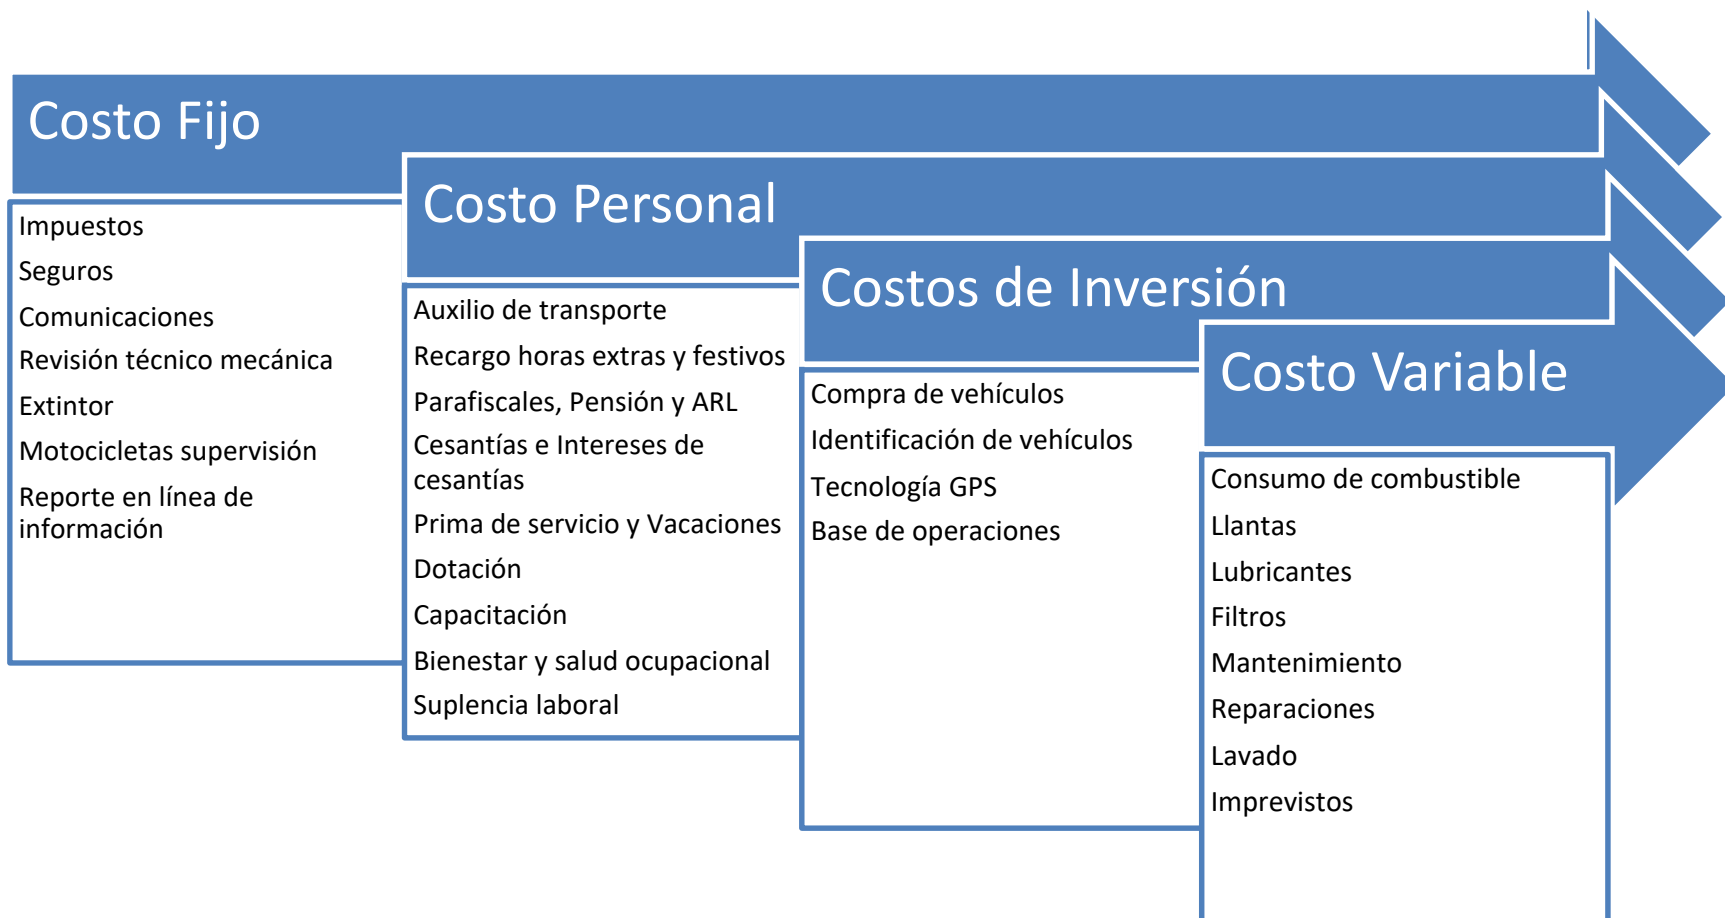 Costo Fijo
Impuestos
Seguros
Comunicaciones
Revisión técnico mecánica
Extintor
Motocicletas supervisión
Reporte en línea de
información
Costo Personal
Auxilio de transporte
Recargo horas extras y festivos
Parafiscales, Pensión y ARL
Cesantías e Intereses de
cesantías
Prima de servicio y Vacaciones
Dotación
Capacitación
Bienestar y salud ocupacional
Suplencia laboral
Costos de Inversión
Compra de vehículos
Identificación de vehículos
Tecnología GPS
Base de operaciones
Costo Variable
Consumo de combustible
Llantas
Lubricantes
Filtros
Mantenimiento
Reparaciones
Lavado
Imprevistos